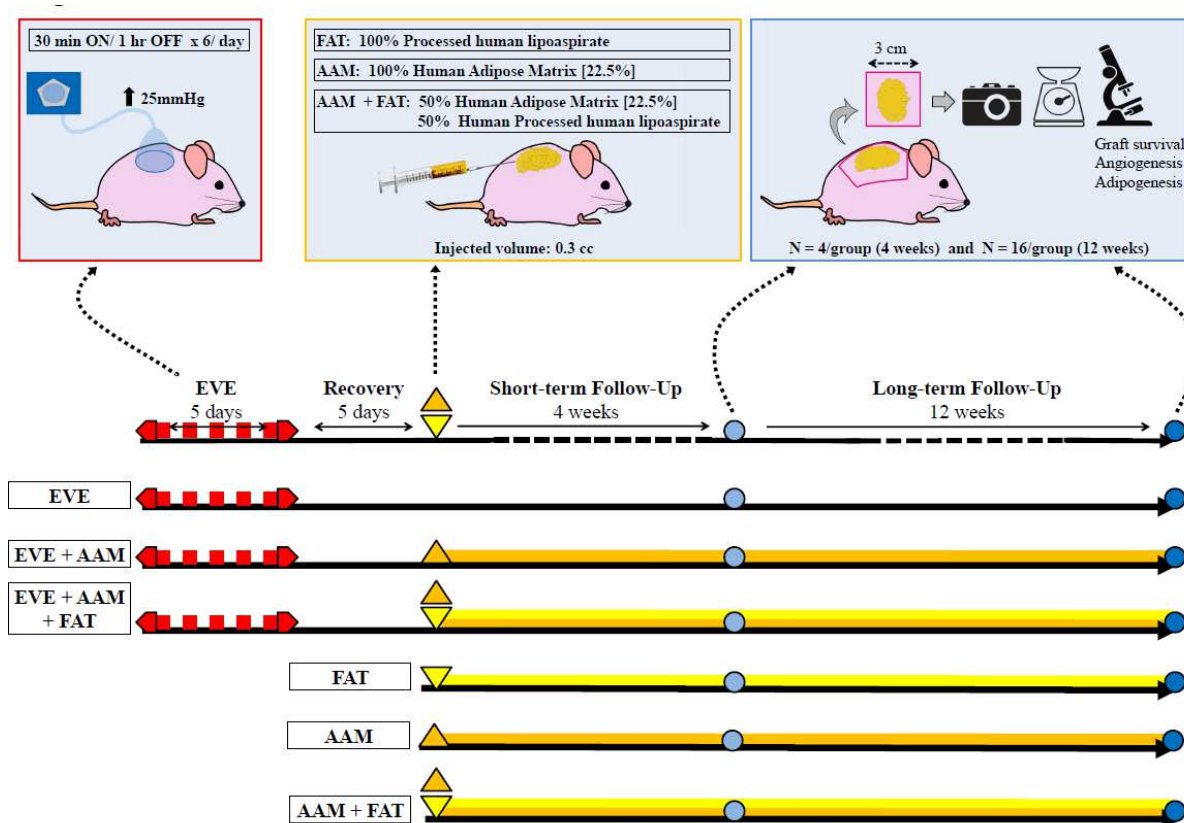 30 min ON/ 1 hr OFF x 6/ day
25mmHg
FAT: 100% Processed human lipoaspirate
AAM: 100% Human Adipose Matrix [22.5%]
AAM + FAT: 50% Human Adipose Matrix [22.5%]
50% Human Processed human lipoaspirate
Injected volume: 0.3 cc
3 cm
Graft survival
Angiogenesis
Adipogenesis
N = 4/group (4 weeks) and N = 16/group (12 weeks)
EVE
5 days
Recovery
5 days
Short-term Follow-Up
4 weeks
Long-term Follow-Up
12 weeks
EVE
EVE + AAM
EVE + AAM
+ FAT
FAT
AAM
AAM + FAT